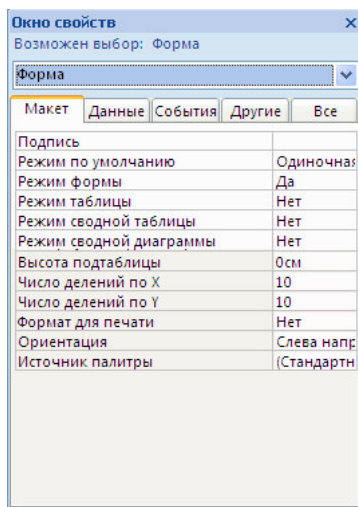 Окно свойств
Возможен выбор: Форма
Форма
Макет Данные События Другие Все
Подпись
Режим по умолчанию Одиночная
Режим формы Да
Режим таблицы Нет
Режим сводной таблицы Нет
Режим сводной диаграммы Нет
Высота подтаблицы 0см
Число делений по X 10
Число делений по Y 10
Формат для печати Нет
Ориентация Слева напр
Источник палитры (Стандартн